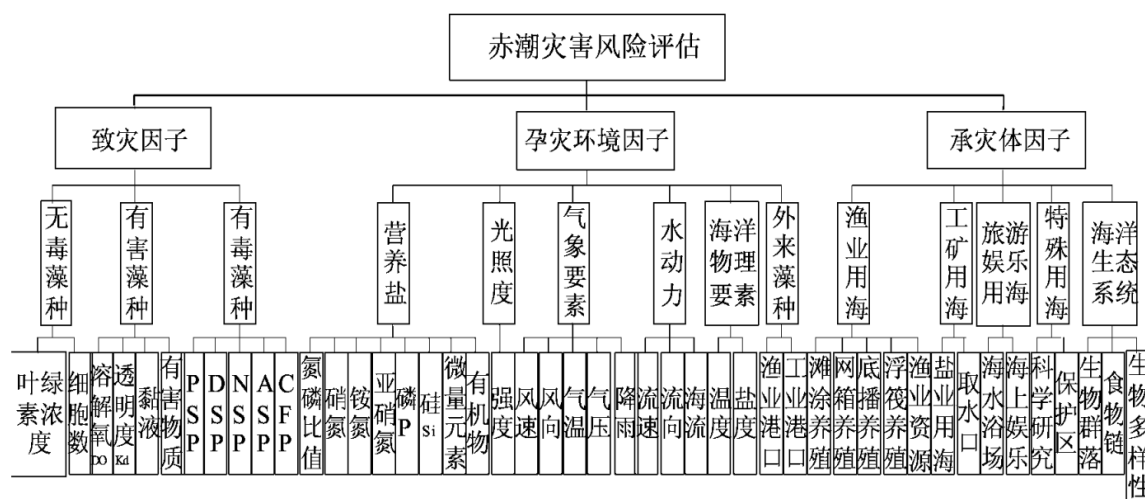 赤潮灾害风险评估
致灾因子
孕灾环境因子
承灾体因子
无毒藻种
有害藻种
有毒藻种
营养盐
光照度
气象要素
水动力
海洋物理要素
外来藻种
渔业用海
工矿用海
旅游娱乐用海
特殊用海
海洋生态系统
叶绿素浓度
细胞数
溶解氧DO
透明度Kd
黏液
有害物质
PSP
DSP
NSP
ASP
CFP
氮磷比值
硝氮
铵氮
亚硝氮
磷P
硅Si
微量元素
有机物
强度
风速
风向
气温
气压
降雨
流速
流向
海流
温度
盐度
渔业港口
工业港口
滩涂养殖
网箱养殖
底播养殖
浮筏养殖
渔业资源
盐业用海
取水口
海水浴场
海上娱乐
科学研究
保护区
生物群落
食物链
生物多样性